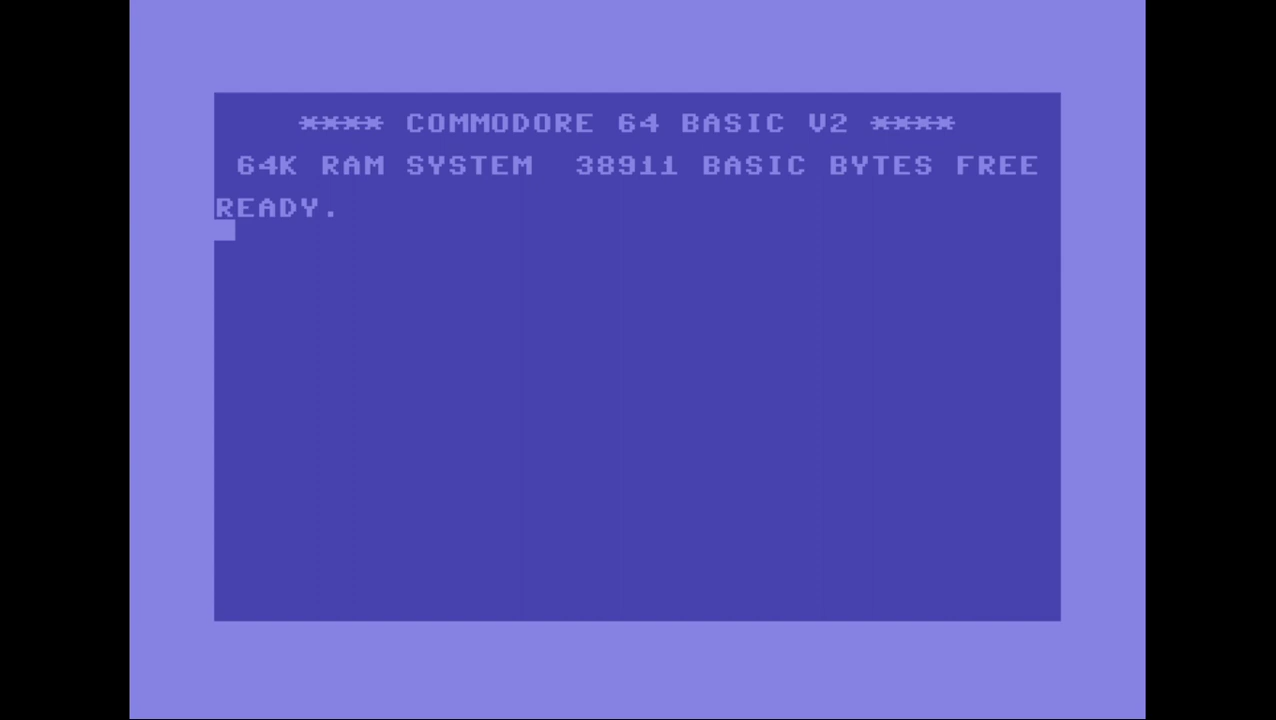 **** COMMODORE 64 BASIC V2 ****
64K RAM SYSTEM  38911 BASIC BYTES FREE
READY.